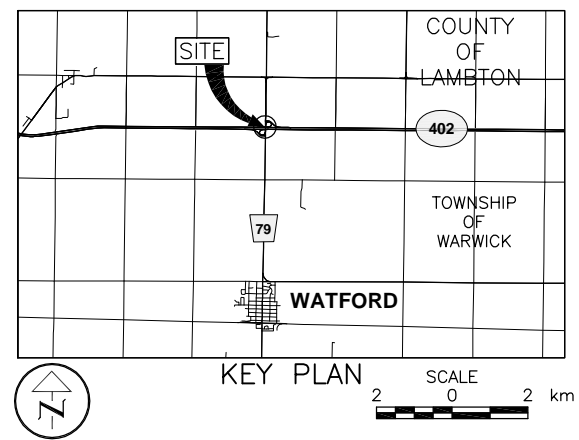 COUNTY
OF
LAMBTON
SITE
402
TOWNSHIP
OF
WARWICK
79
WATFORD
KEY PLAN
SCALE
2 0 2 km
N